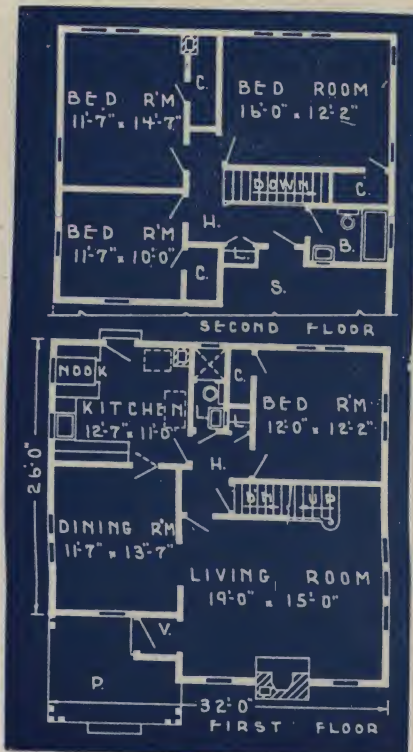 BED R'M
11'-7" x 14'-7"
C.
BED ROOM
16'-0" x 12'-2"
DOWN
C.
BED R'M
11'-7" x 10'-0"
H.
L.
B.
C.
S.
SECOND FLOOR
NOOK
KITCHEN
12'-7" x 11'-0"
C.
L.
BED R'M
12'-0" x 12'-2"
H.
DN.
UP
26'-0"
DINING R'M
11'-7" x 13'-7"
LIVING ROOM
19'-0" x 15'-0"
V.
P.
32'-0"
FIRST FLOOR